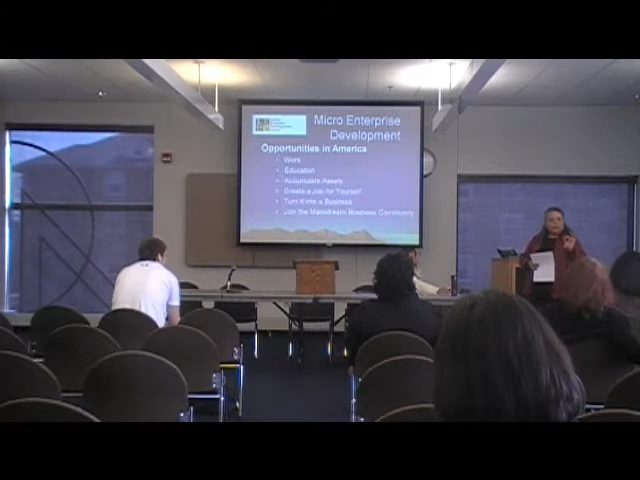 Micro Enterprise
Development
Opportunities in America
Work
Education
Accumulate Assets
Create a Job for Yourself
Turn it into a Business
Join the Mainstream Business Community